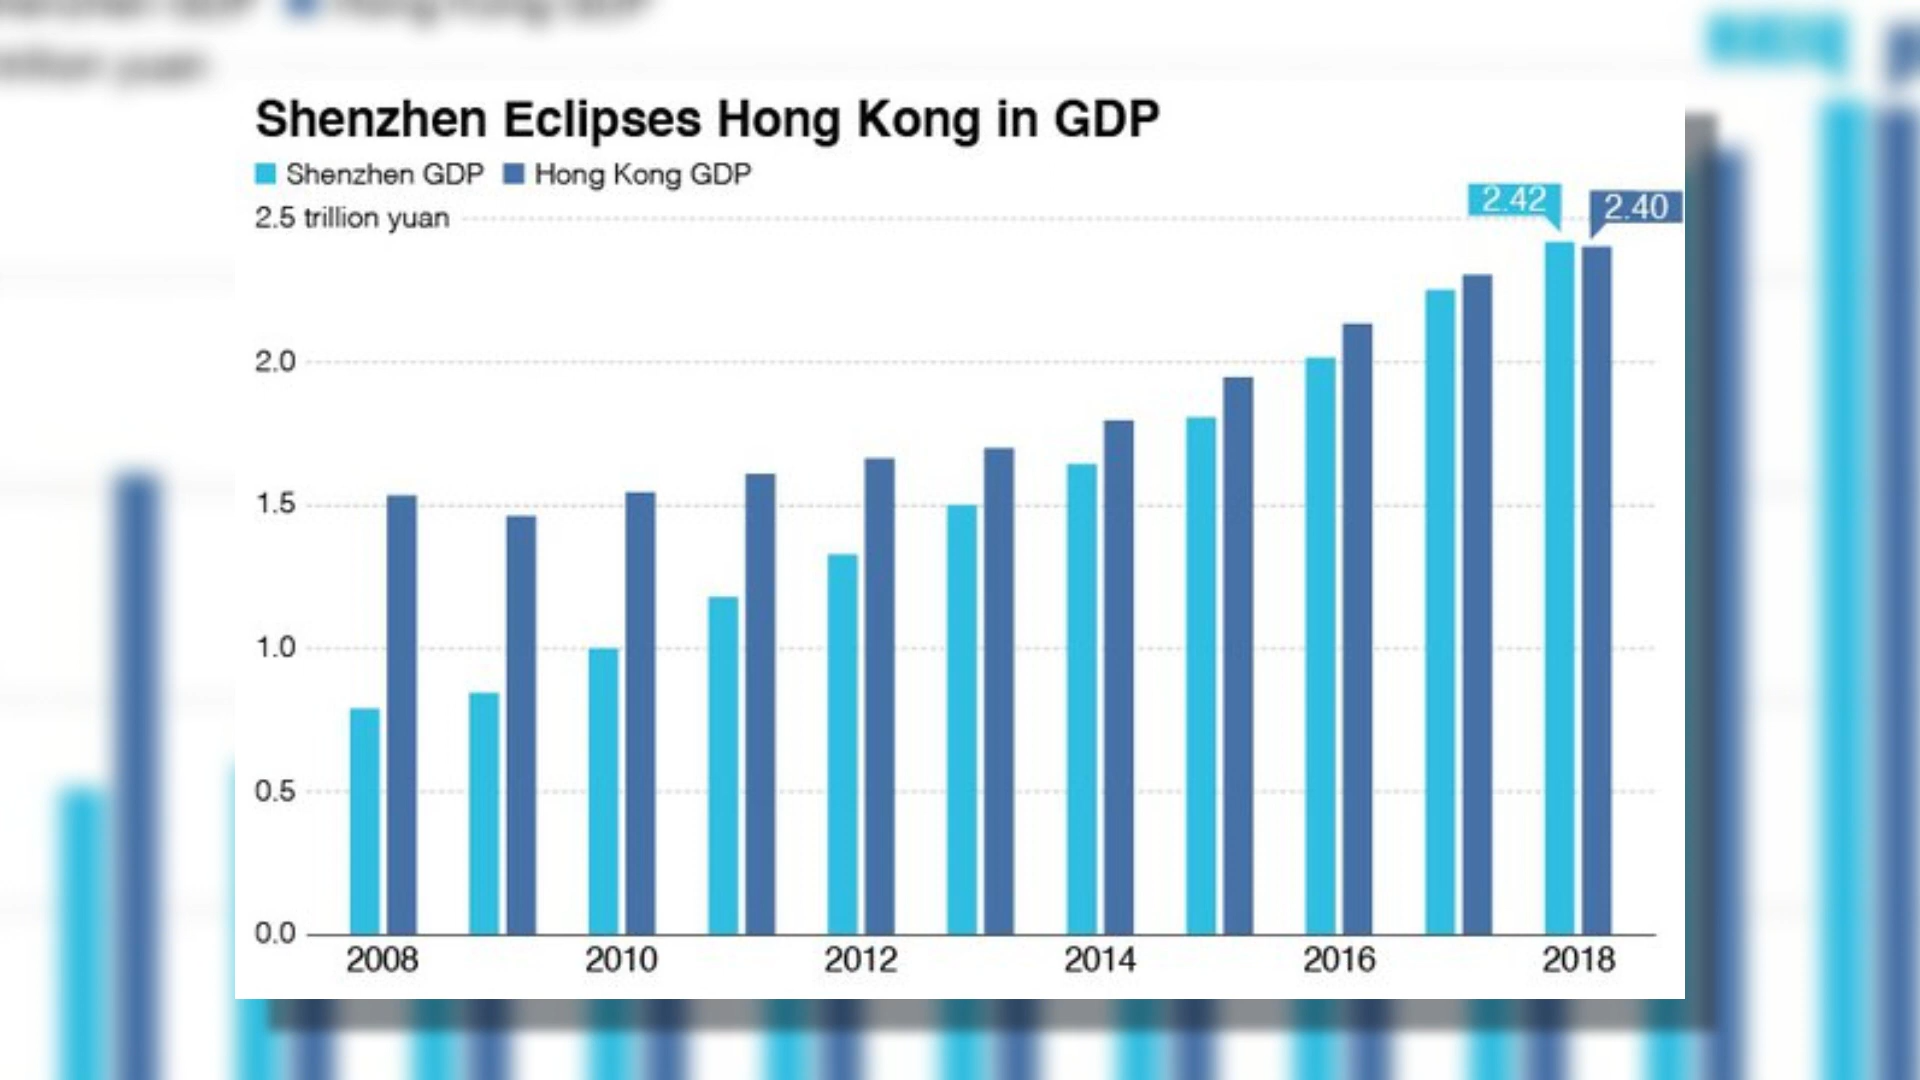 Shenzhen Eclipses Hong Kong in GDP
Shenzhen GDP Hong Kong GDP
2.5 trillion yuan
2.42 2.40
2.0
1.5
1.0
0.5
0.0
2008 2010 2012 2014 2016 2018